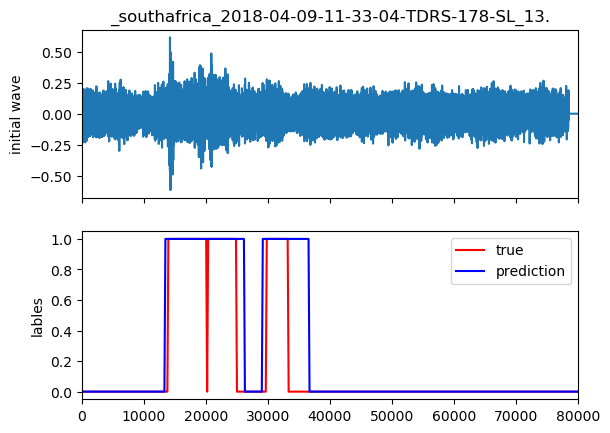 _southafrica_2018-04-09-11-33-04-TDRS-178-SL_13.
initial wave
0.50
0.25
0.00
−0.25
−0.50
lables
1.0
0.8
0.6
0.4
0.2
0.0
true
prediction
0 10000 20000 30000 40000 50000 60000 70000 80000